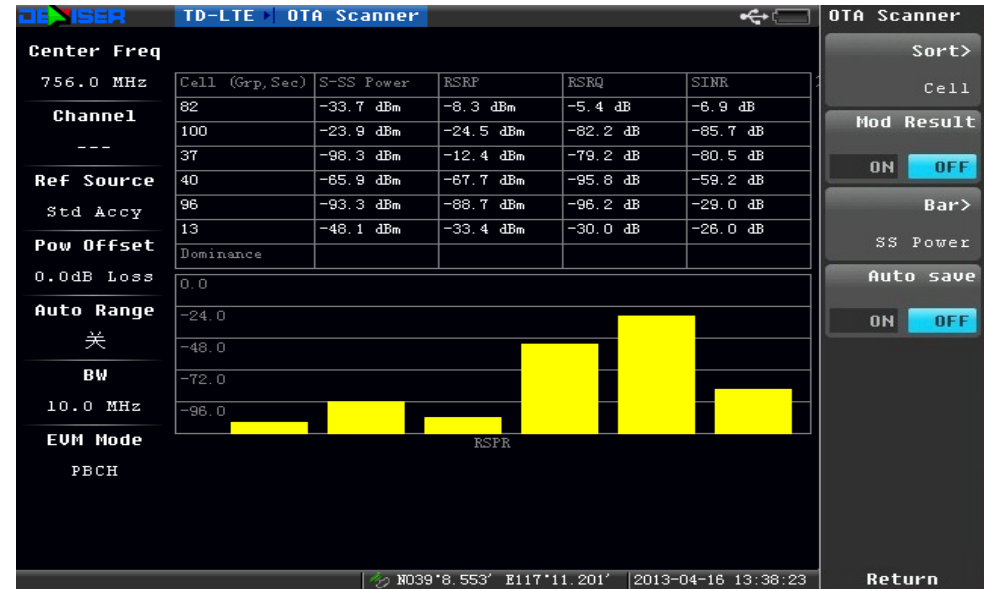 DEVISER TD-LTE OTA Scanner OTA Scanner
Center Freq
756.0 MHz
Channel
---
Ref Source
Std Accy
Pow Offset
0.0dB Loss
Auto Range
关
BW
10.0 MHz
EVM Mode
PBCH
Cell (Grp,Sec) S-SS Power RSRP RSRQ SINR
82 -33.7 dBm -8.3 dBm -5.4 dB -6.9 dB
100 -23.9 dBm -24.5 dBm -82.2 dB -85.7 dB
37 -98.3 dBm -12.4 dBm -79.2 dB -80.5 dB
40 -65.9 dBm -67.7 dBm -95.8 dB -59.2 dB
96 -93.3 dBm -88.7 dBm -96.2 dB -29.0 dB
13 -48.1 dBm -33.4 dBm -30.0 dB -26.0 dB
Dominance
0.0
-24.0
-48.0
-72.0
-96.0
RSPR
Sort>
Cell
Mod Result
ON OFF
Bar>
SS Power
Auto save
ON OFF
Return
N039°8.553′ E117°11.201′ 2013-04-16 13:38:23